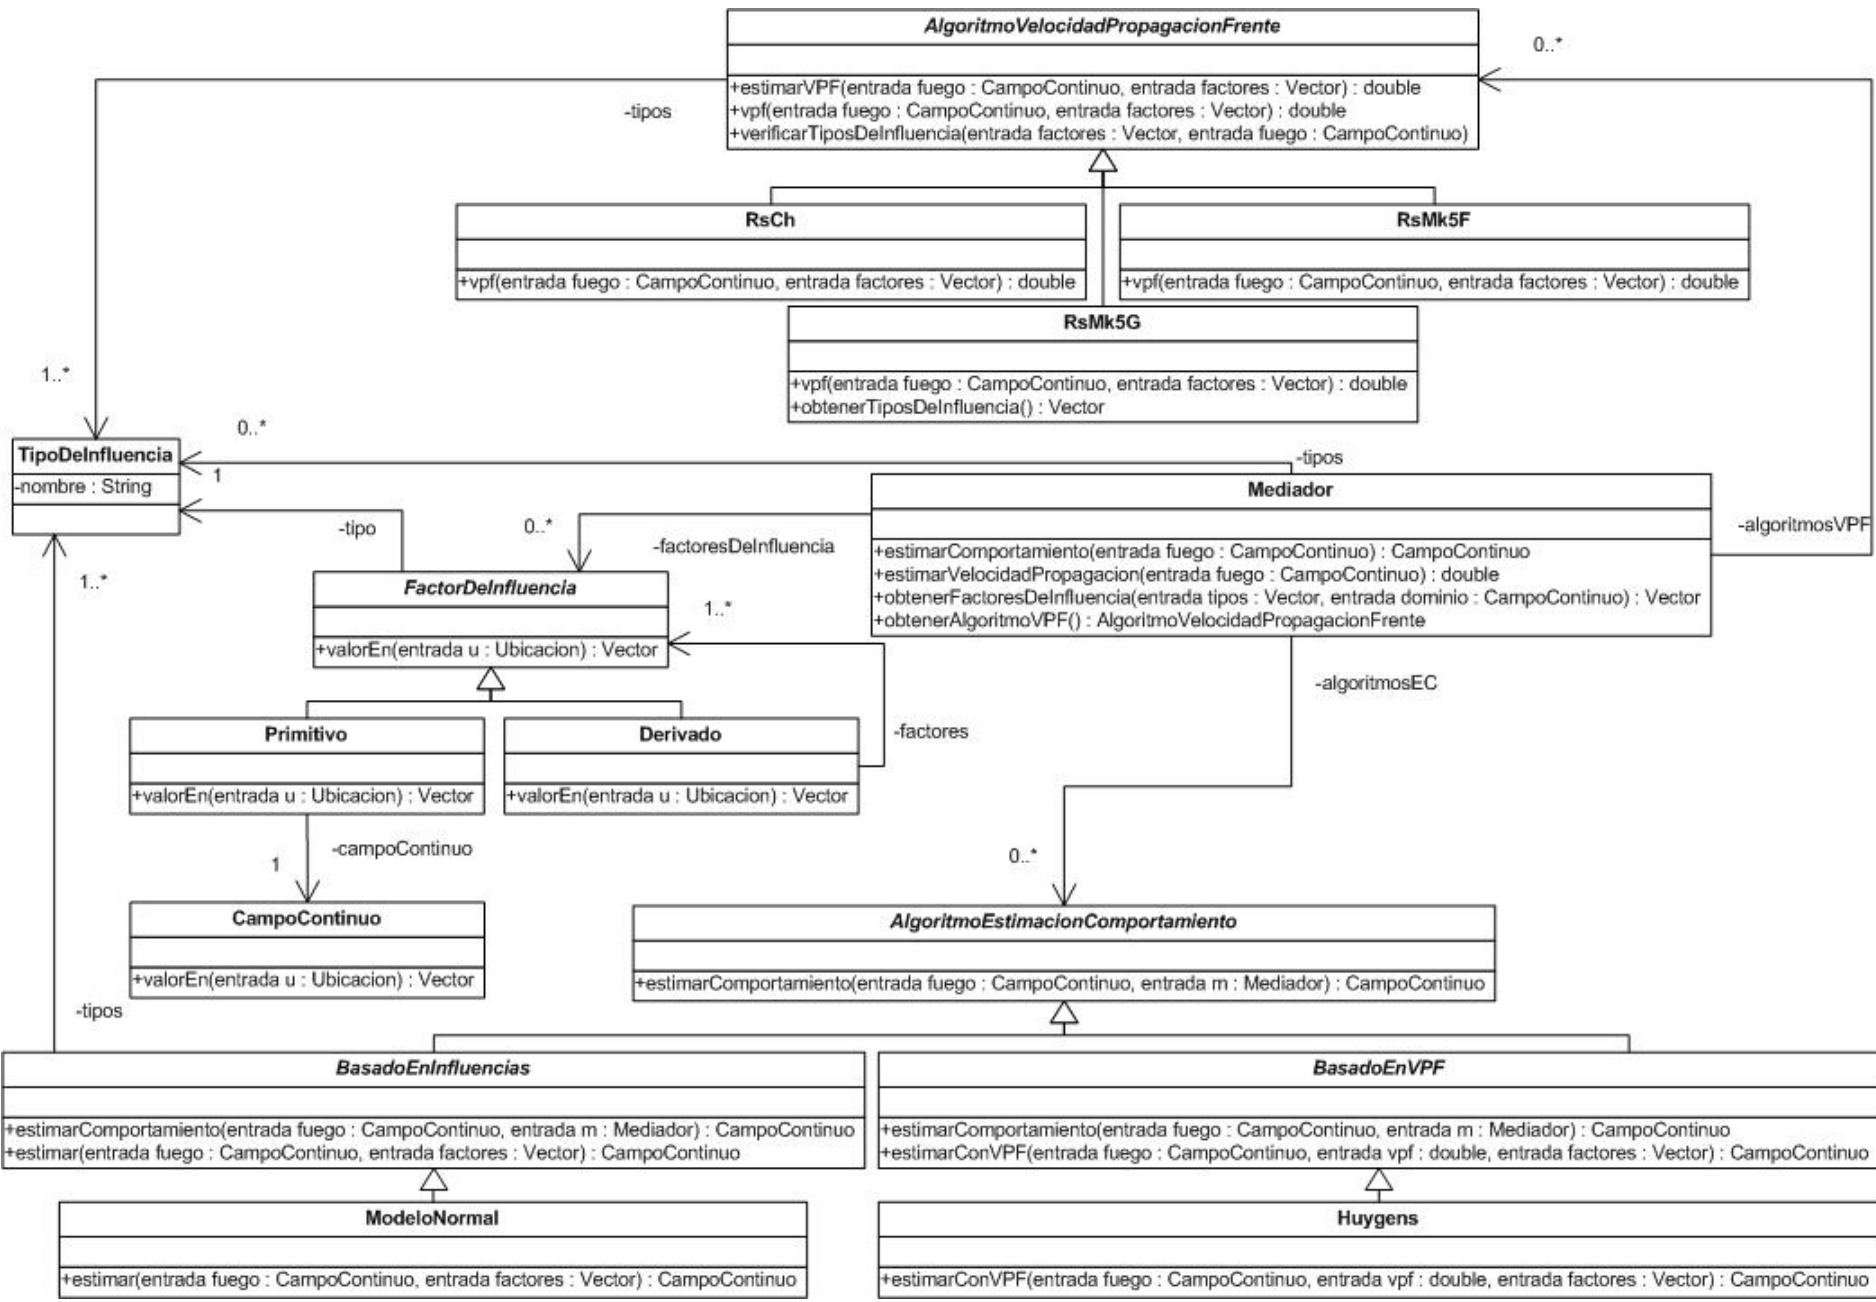 AlgoritmoVelocidadPropagacionFrente
0..*
+estimarVPF(entrada fuego : CampoContinuo, entrada factores : Vector) : double
+vpf(entrada fuego : CampoContinuo, entrada factores : Vector) : double
+verificarTiposDeInfluencia(entrada factores : Vector, entrada fuego : CampoContinuo)
-tipos
RsCh
+vpf(entrada fuego : CampoContinuo, entrada factores : Vector) : double
RsMk5F
+vpf(entrada fuego : CampoContinuo, entrada factores : Vector) : double
RsMk5G
+vpf(entrada fuego : CampoContinuo, entrada factores : Vector) : double
+obtenerTiposDeInfluencia() : Vector
1..*
0..*
TipoDeInfluencia
-nombre : String
1
-tipos
Mediador
+estimarComportamiento(entrada fuego : CampoContinuo) : CampoContinuo
+estimarVelocidadPropagacion(entrada fuego : CampoContinuo) : double
+obtenerFactoresDeInfluencia(entrada tipos : Vector, entrada dominio : CampoContinuo) : Vector
+obtenerAlgoritmoVPF() : AlgoritmoVelocidadPropagacionFrente
-algoritmosVPF
-tipo
0..*
-factoresDeInfluencia
1..*
FactorDeInfluencia
+valorEn(entrada u : Ubicacion) : Vector
1..*
-algoritmosEC
Primitivo
+valorEn(entrada u : Ubicacion) : Vector
Derivado
+valorEn(entrada u : Ubicacion) : Vector
-factores
-campoContinuo
1
0..*
CampoContinuo
+valorEn(entrada u : Ubicacion) : Vector
AlgoritmoEstimacionComportamiento
+estimarComportamiento(entrada fuego : CampoContinuo, entrada m : Mediador) : CampoContinuo
-tipos
BasadoEnInfluencias
+estimarComportamiento(entrada fuego : CampoContinuo, entrada m : Mediador) : CampoContinuo
+estimar(entrada fuego : CampoContinuo, entrada factores : Vector) : CampoContinuo
BasadoEnVPF
+estimarComportamiento(entrada fuego : CampoContinuo, entrada m : Mediador) : CampoContinuo
+estimarConVPF(entrada fuego : CampoContinuo, entrada vpf : double, entrada factores : Vector) : CampoContinuo
ModeloNormal
+estimar(entrada fuego : CampoContinuo, entrada factores : Vector) : CampoContinuo
Huygens
+estimarConVPF(entrada fuego : CampoContinuo, entrada vpf : double, entrada factores : Vector) : CampoContinuo